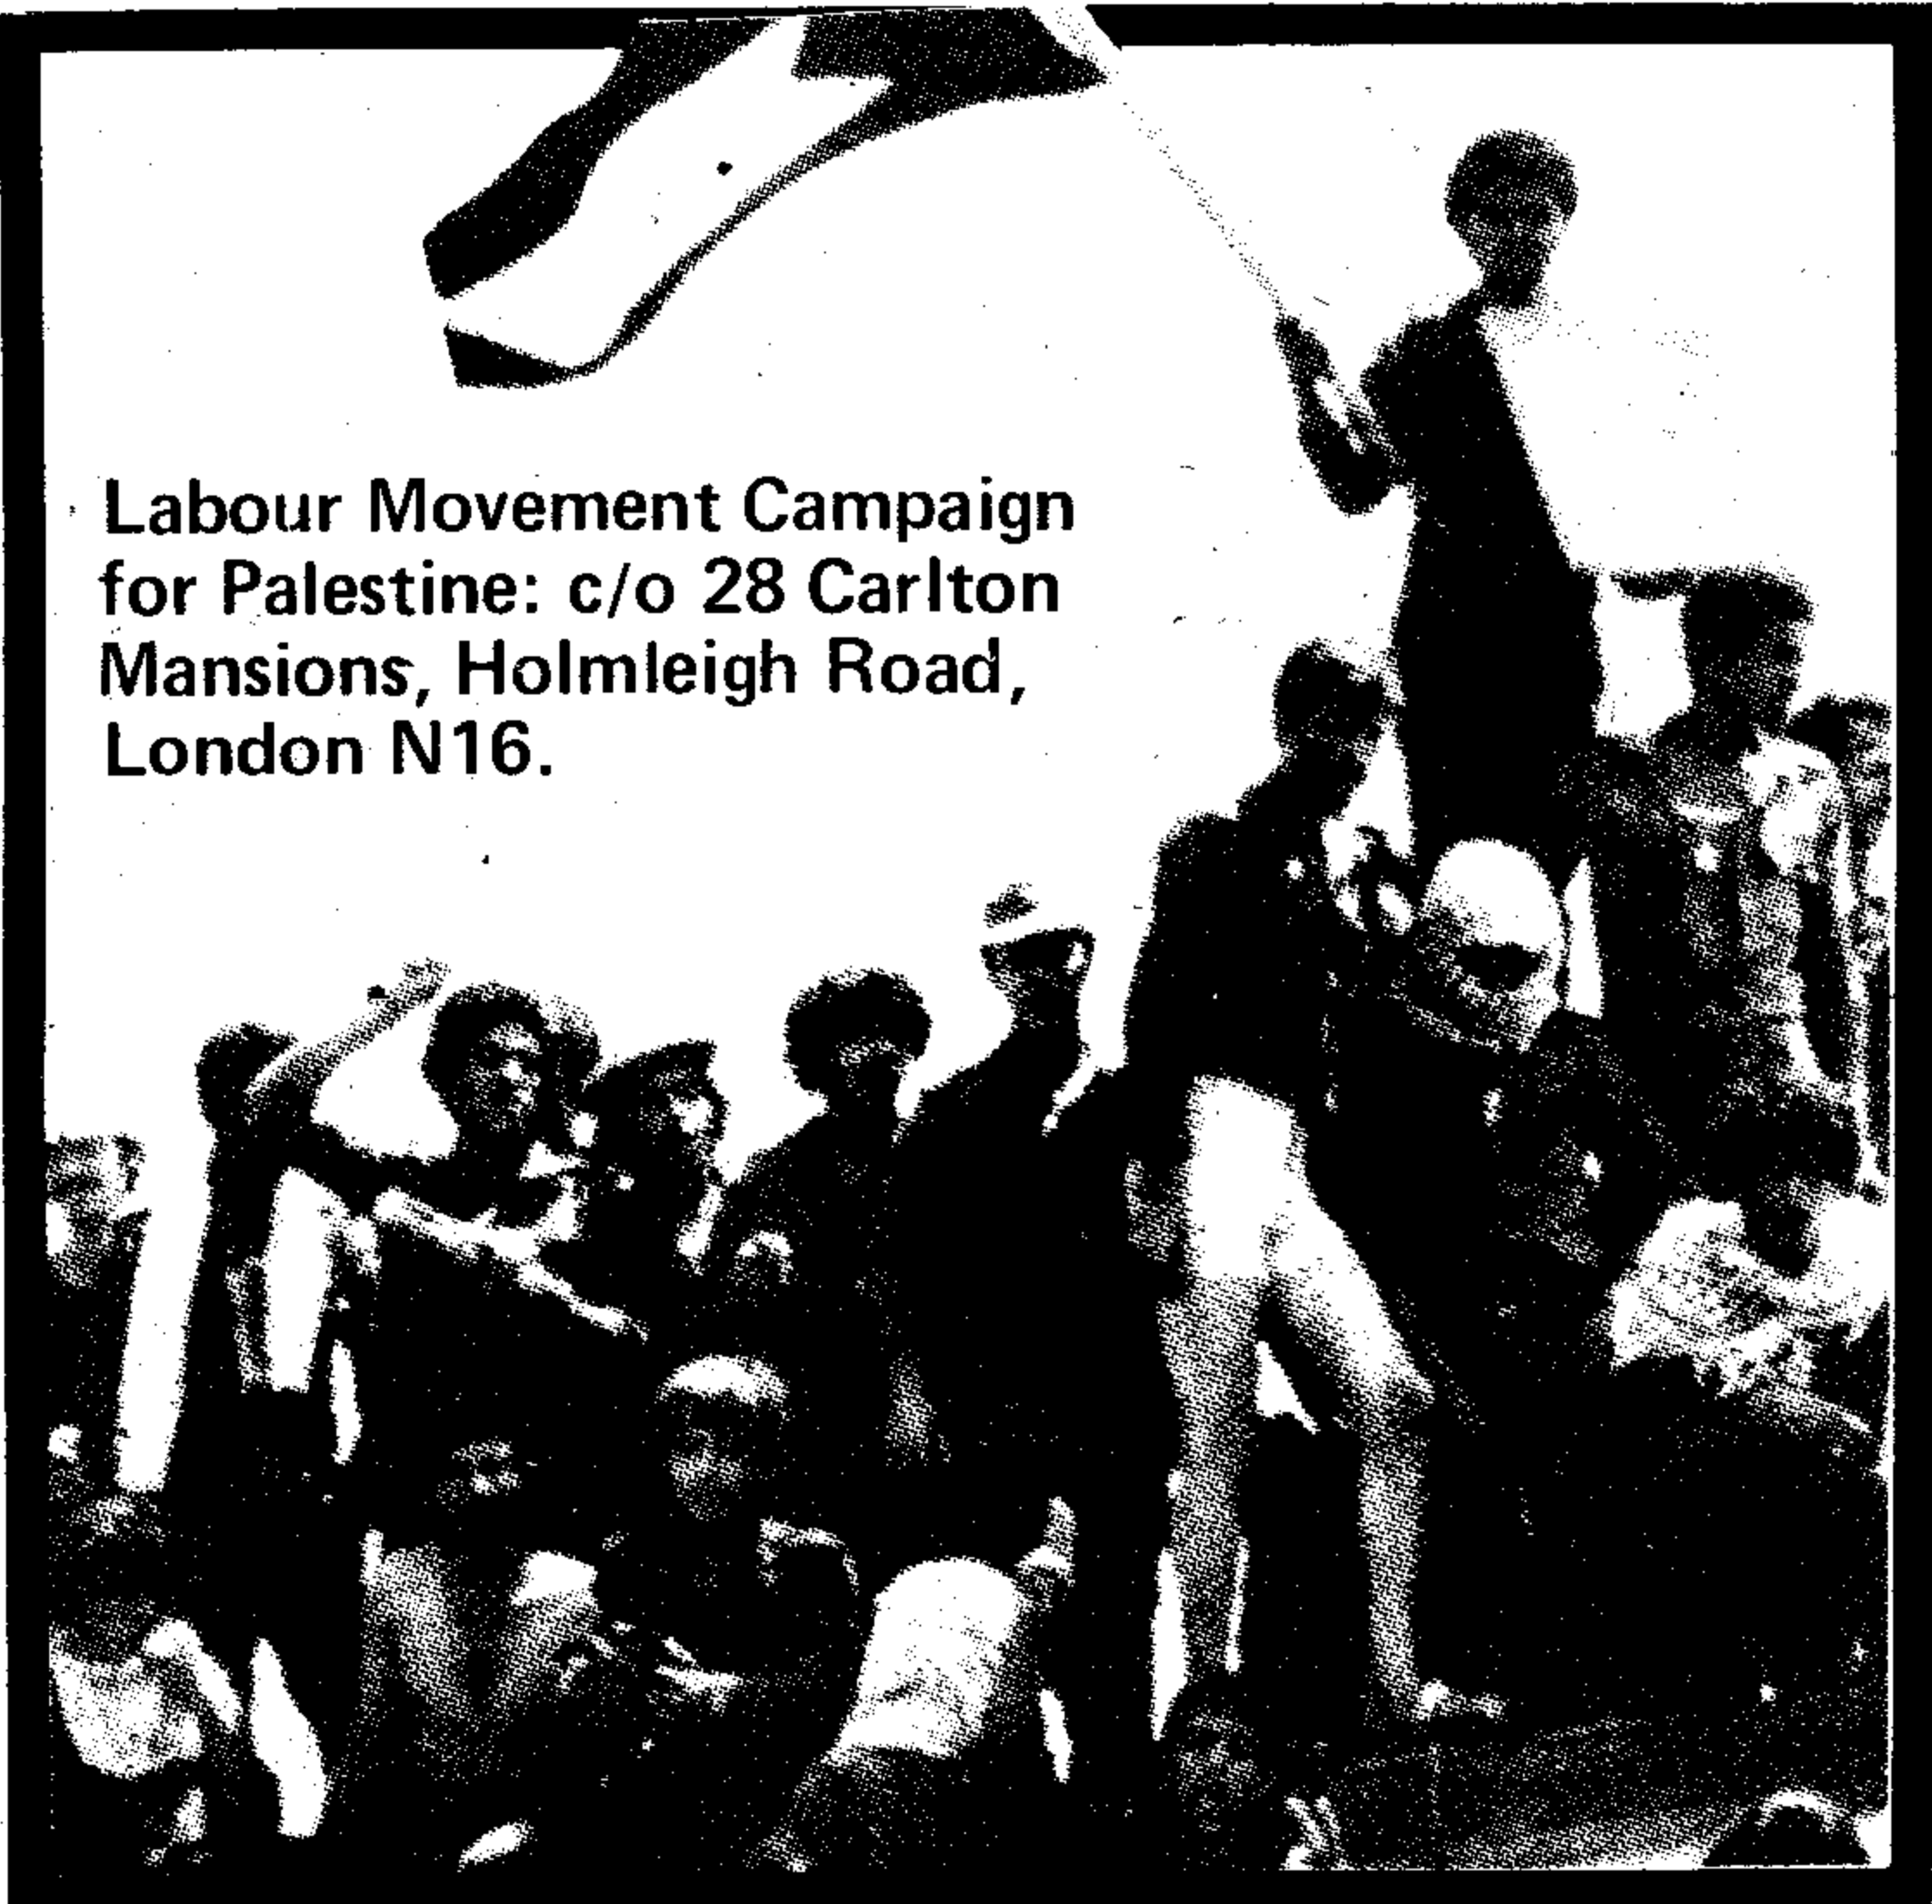 Labour Movement Campaign
for Palestine: c/o 28 Carlton
Mansions, Holmleigh Road,
London N16.